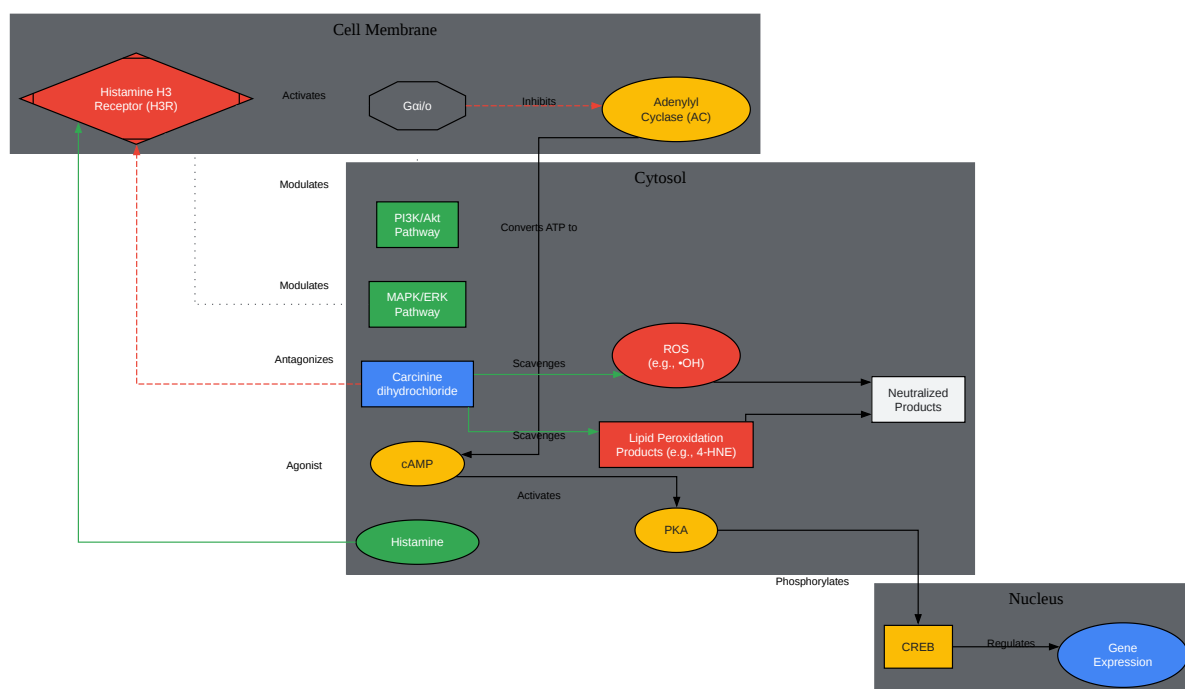 Cell Membrane
Histamine H3
Receptor (H3R)
Activates
Gαi/o
Inhibits
Adenylyl
Cyclase (AC)
Modulates
Cytosol
PI3K/Akt
Pathway
Converts ATP to
Modulates
MAPK/ERK
Pathway
Antagonizes
Carcinine
dihydrochloride
Scavenges
ROS
(e.g., •OH)
Neutralized
Products
Scavenges
Lipid Peroxidation
Products (e.g., 4-HNE)
Agonist
cAMP
Activates
PKA
Histamine
Phosphorylates
Nucleus
CREB
Regulates
Gene
Expression